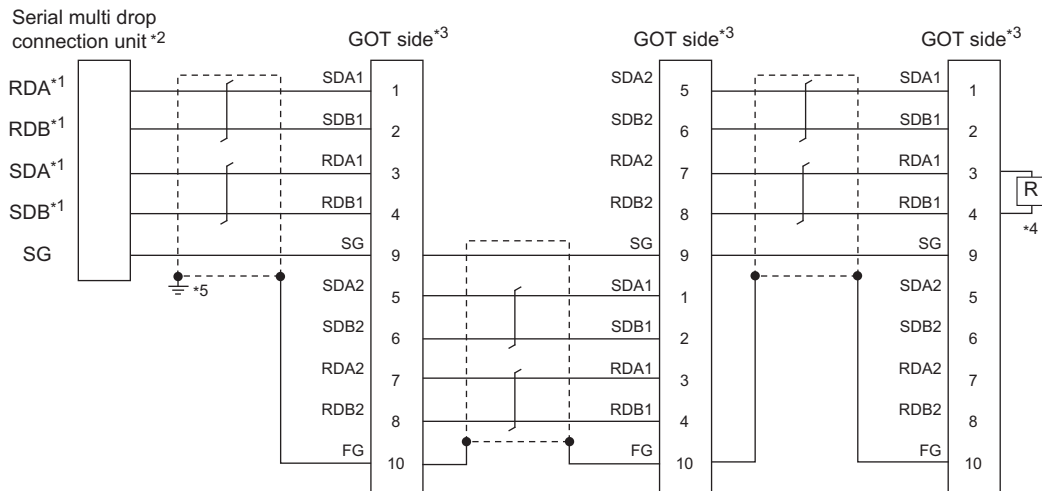 Serial multi drop
connection unit*2
GOT side*3
GOT side*3
GOT side*3
RDA*1
RDB*1
SDA*1
SDB*1
SG
*5
SDA1 1
SDB1 2
RDA1 3
RDB1 4
SG 9
SDA2 5
SDB2 6
RDA2 7
RDB2 8
FG 10
SDA2 5
SDB2 6
RDA2 7
RDB2 8
SG 9
SDA1 1
SDB1 2
RDA1 3
RDB1 4
FG 10
SDA1 1
SDB1 2
RDA1 3
RDB1 4
SG 9
SDA2 5
SDB2 6
RDA2 7
RDB2 8
FG 10
R
*4